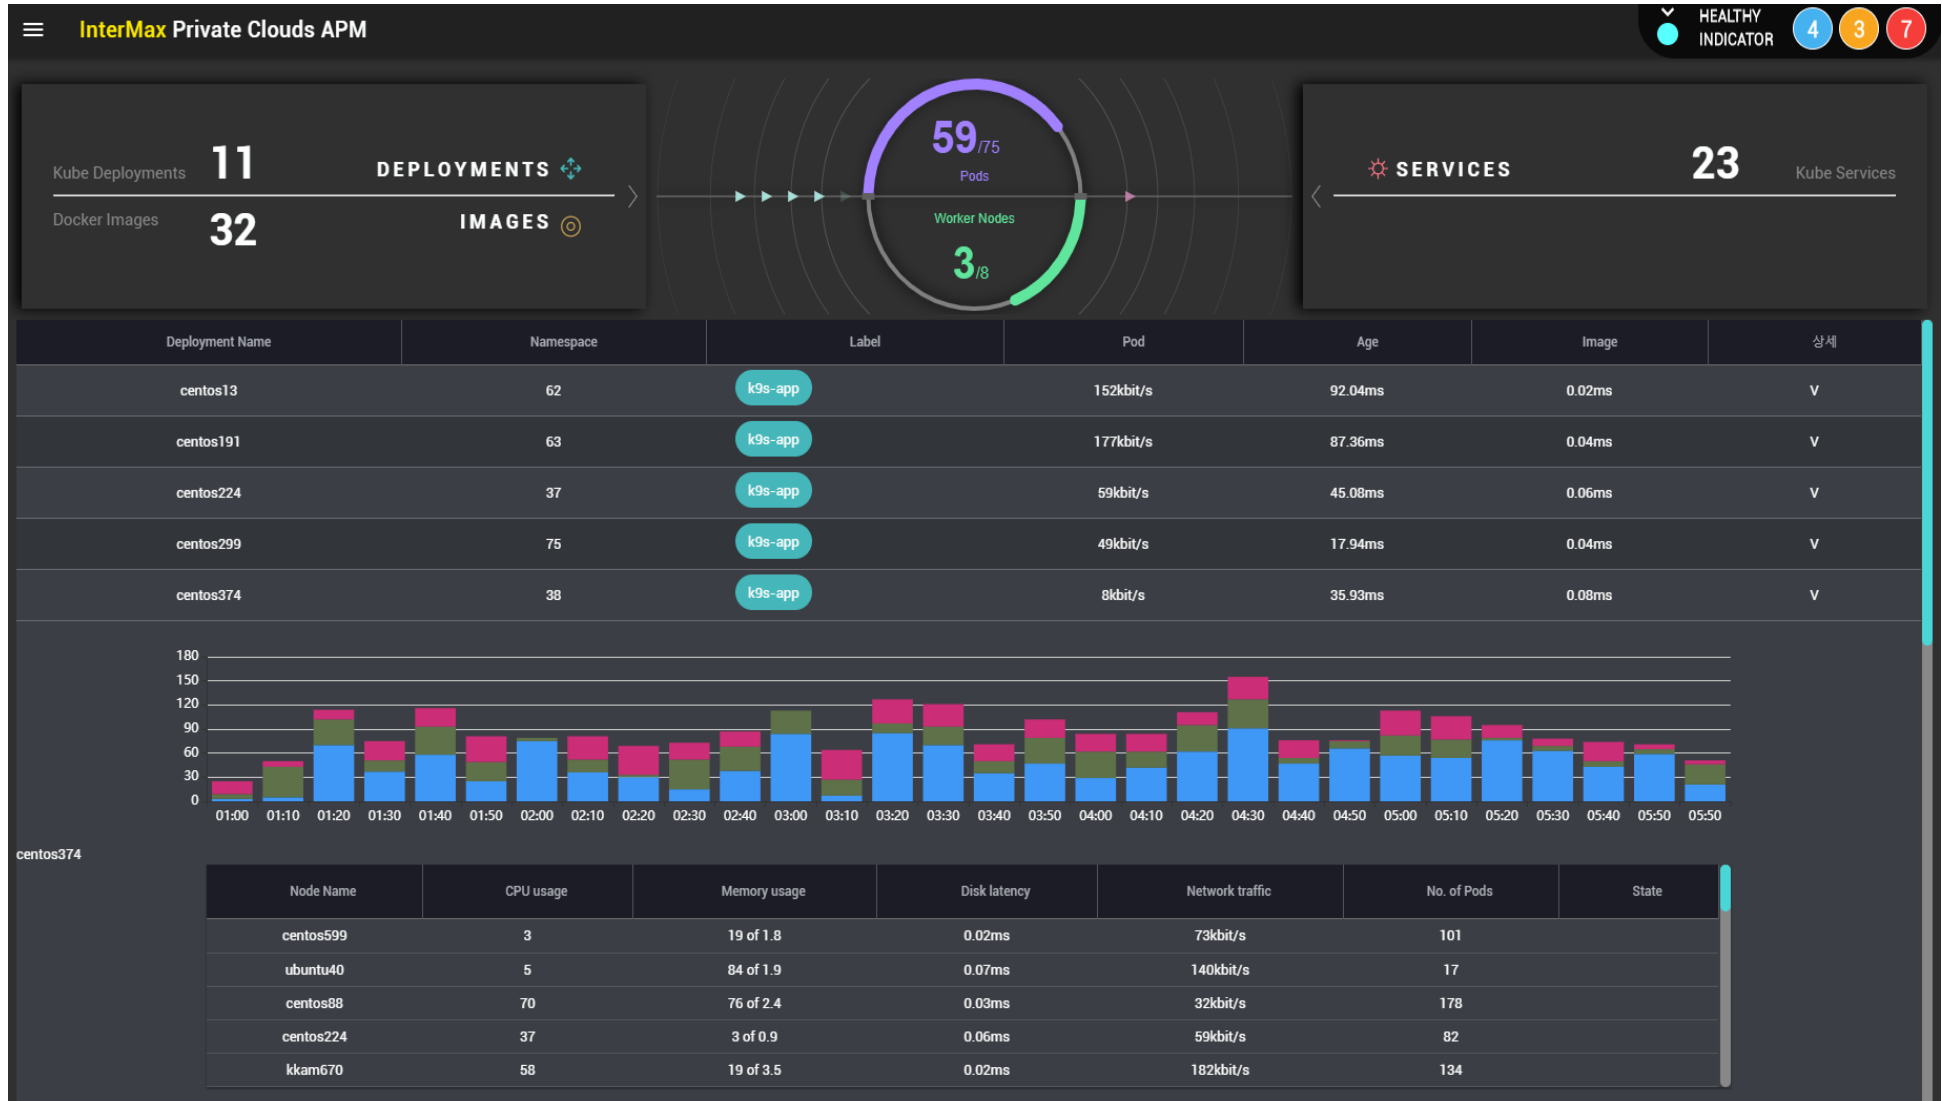 InterMax Private Clouds APM
HEALTHY
INDICATOR
4 3 7
Kube Deployments 11 DEPLOYMENTS
Docker Images 32 IMAGES
59/75
Pods
Worker Nodes
3/8
SERVICES 23 Kube Services
Deployment Name Namespace Label Pod Age Image 상세
centos13 62 k9s-app 152kbit/s 92.04ms 0.02ms V
centos191 63 k9s-app 177kbit/s 87.36ms 0.04ms V
centos224 37 k9s-app 59kbit/s 45.08ms 0.06ms V
centos299 75 k9s-app 49kbit/s 17.94ms 0.04ms V
centos374 38 k9s-app 8kbit/s 35.93ms 0.08ms V
180
150
120
90
60
30
0
01:00 01:10 01:20 01:30 01:40 01:50 02:00 02:10 02:20 02:30 02:40 03:00 03:10 03:20 03:30 03:40 03:50 04:00 04:10 04:20 04:30 04:40 04:50 05:00 05:10 05:20 05:30 05:40 05:50 05:50
centos374
Node Name CPU usage Memory usage Disk latency Network traffic No. of Pods State
centos599 3 19 of 1.8 0.02ms 73kbit/s 101
ubuntu40 5 84 of 1.9 0.07ms 140kbit/s 17
centos88 70 76 of 2.4 0.03ms 32kbit/s 178
centos224 37 3 of 0.9 0.06ms 59kbit/s 82
kkam670 58 19 of 3.5 0.02ms 182kbit/s 134